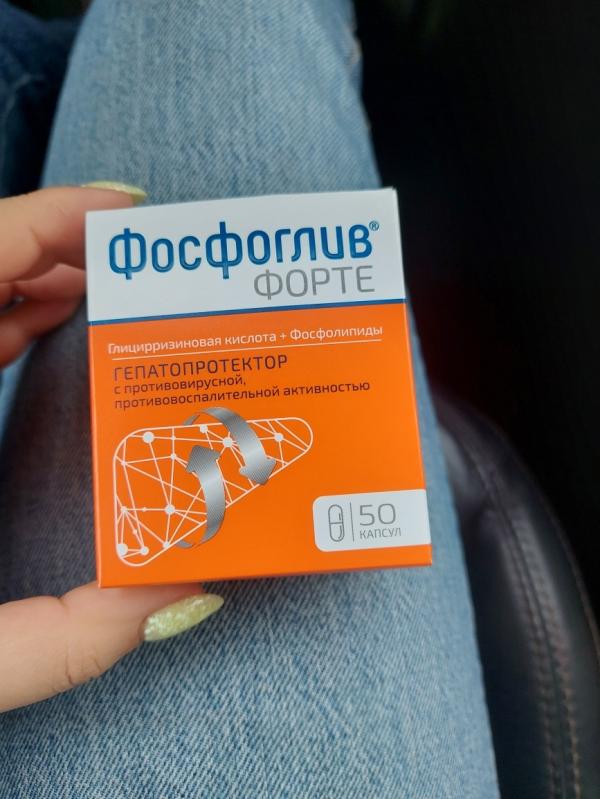 Фосфоглив®
ФОРТЕ
Глицирризиновая кислота + Фосфолипиды
ГЕПАТОПРОТЕКТОР
с противовирусной,
противовоспалительной активностью
50
КАПСУЛ